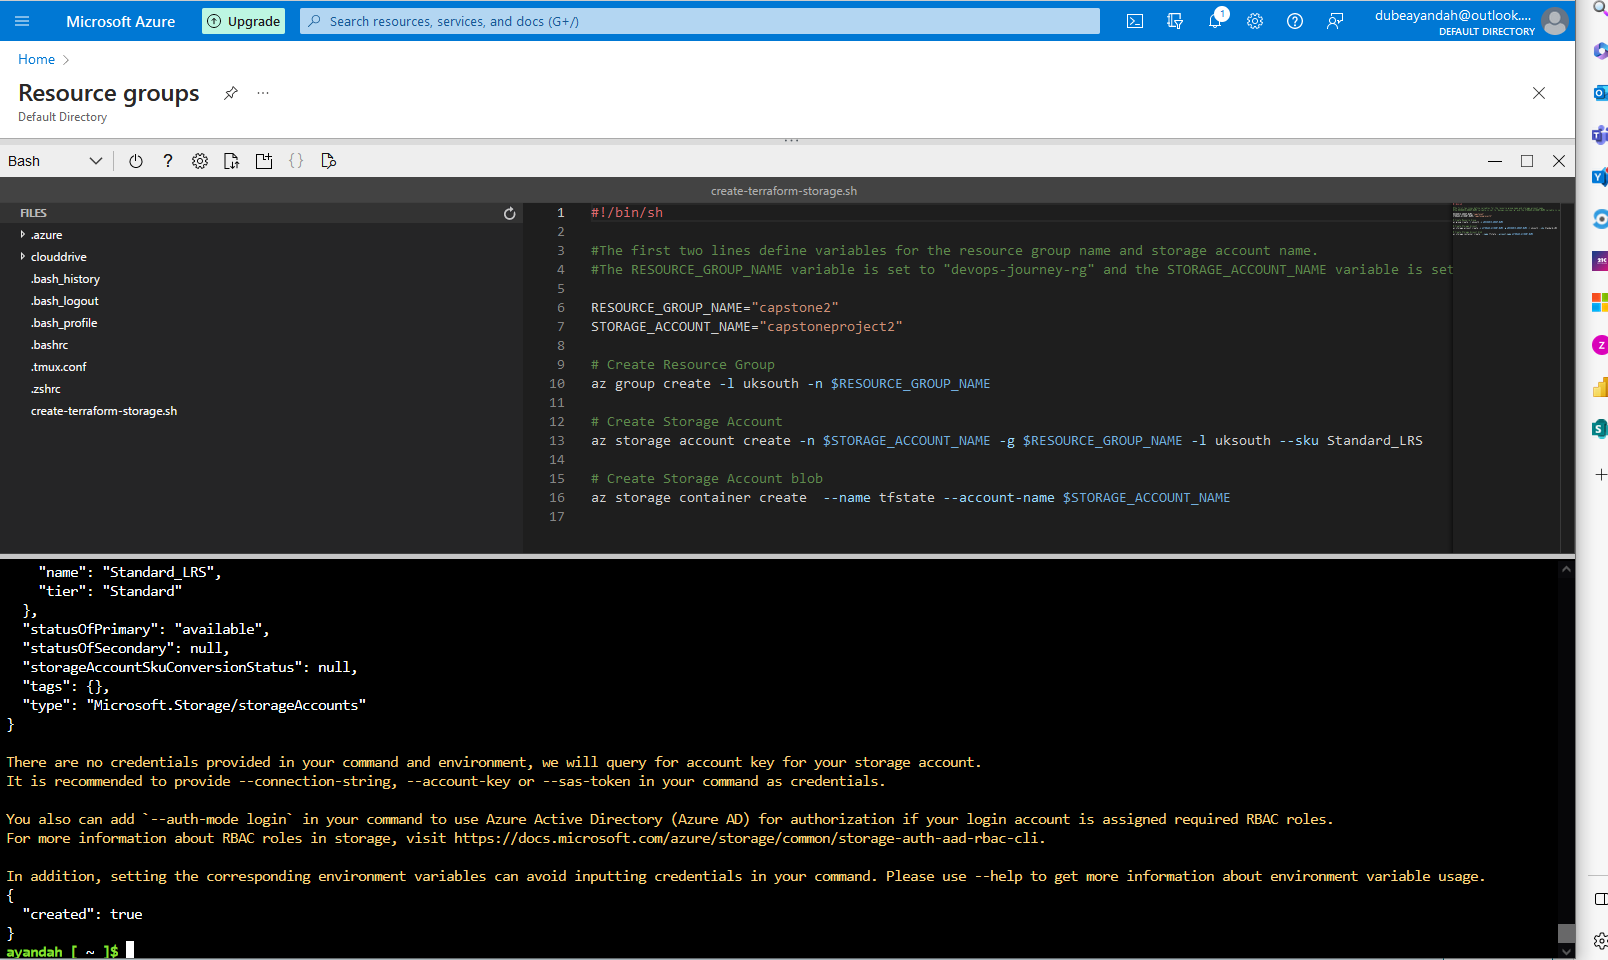 Microsoft Azure
Upgrade
Search resources, services, and docs (G+/)
1
dubeayandah@outlook....
DEFAULT DIRECTORY
Home
Resource groups
Default Directory
Bash
create-terraform-storage.sh
FILES
.azure
clouddrive
.bash_history
.bash_logout
.bash_profile
.bashrc
.tmux.conf
.zshrc
create-terraform-storage.sh
1 #!/bin/sh
2
3 #The first two lines define variables for the resource group name and storage account name.
4 #The RESOURCE_GROUP_NAME variable is set to "devops-journey-rg" and the STORAGE_ACCOUNT_NAME variable is set
5
6 RESOURCE_GROUP_NAME="capstone2"
7 STORAGE_ACCOUNT_NAME="capstoneproject2"
8
9 # Create Resource Group
10 az group create -l uksouth -n $RESOURCE_GROUP_NAME
11
12 # Create Storage Account
13 az storage account create -n $STORAGE_ACCOUNT_NAME -g $RESOURCE_GROUP_NAME -l uksouth --sku Standard_LRS
14
15 # Create Storage Account blob
16 az storage container create  --name tfstate --account-name $STORAGE_ACCOUNT_NAME
17
"name": "Standard_LRS",
"tier": "Standard"
},
"statusOfPrimary": "available",
"statusOfSecondary": null,
"storageAccountSkuConversionStatus": null,
"tags": {},
"type": "Microsoft.Storage/storageAccounts"
}
There are no credentials provided in your command and environment, we will query for account key for your storage account.
It is recommended to provide --connection-string, --account-key or --sas-token in your command as credentials.
You also can add `--auth-mode login` in your command to use Azure Active Directory (Azure AD) for authorization if your login account is assigned required RBAC roles.
For more information about RBAC roles in storage, visit https://docs.microsoft.com/azure/storage/common/storage-auth-aad-rbac-cli.
In addition, setting the corresponding environment variables can avoid inputting credentials in your command. Please use --help to get more information about environment variable usage.
{
"created": true
}
ayandah [ ~ ]$